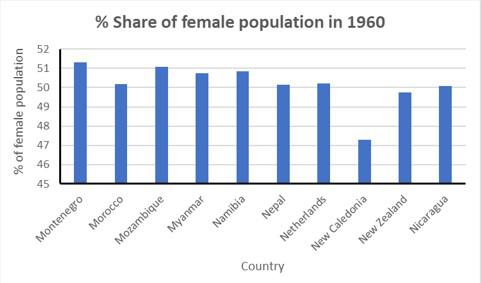 % Share of female population in 1960
% of female population
52
51
50
49
48
47
46
45
Montenegro
Morocco
Mozambique
Myanmar
Namibia
Nepal
Netherlands
New Caledonia
New Zealand
Nicaragua
Country